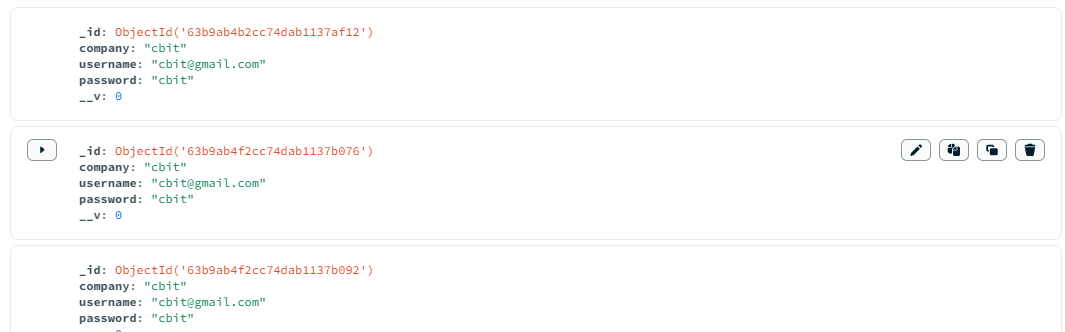 _id: ObjectId('63b9ab4b2cc74dab1137af12')
company: "cbit"
username: "cbit@gmail.com"
password: "cbit"
__v: 0
_id: ObjectId('63b9ab4f2cc74dab1137b076')
company: "cbit"
username: "cbit@gmail.com"
password: "cbit"
__v: 0
_id: ObjectId('63b9ab4f2cc74dab1137b092')
company: "cbit"
username: "cbit@gmail.com"
password: "cbit"